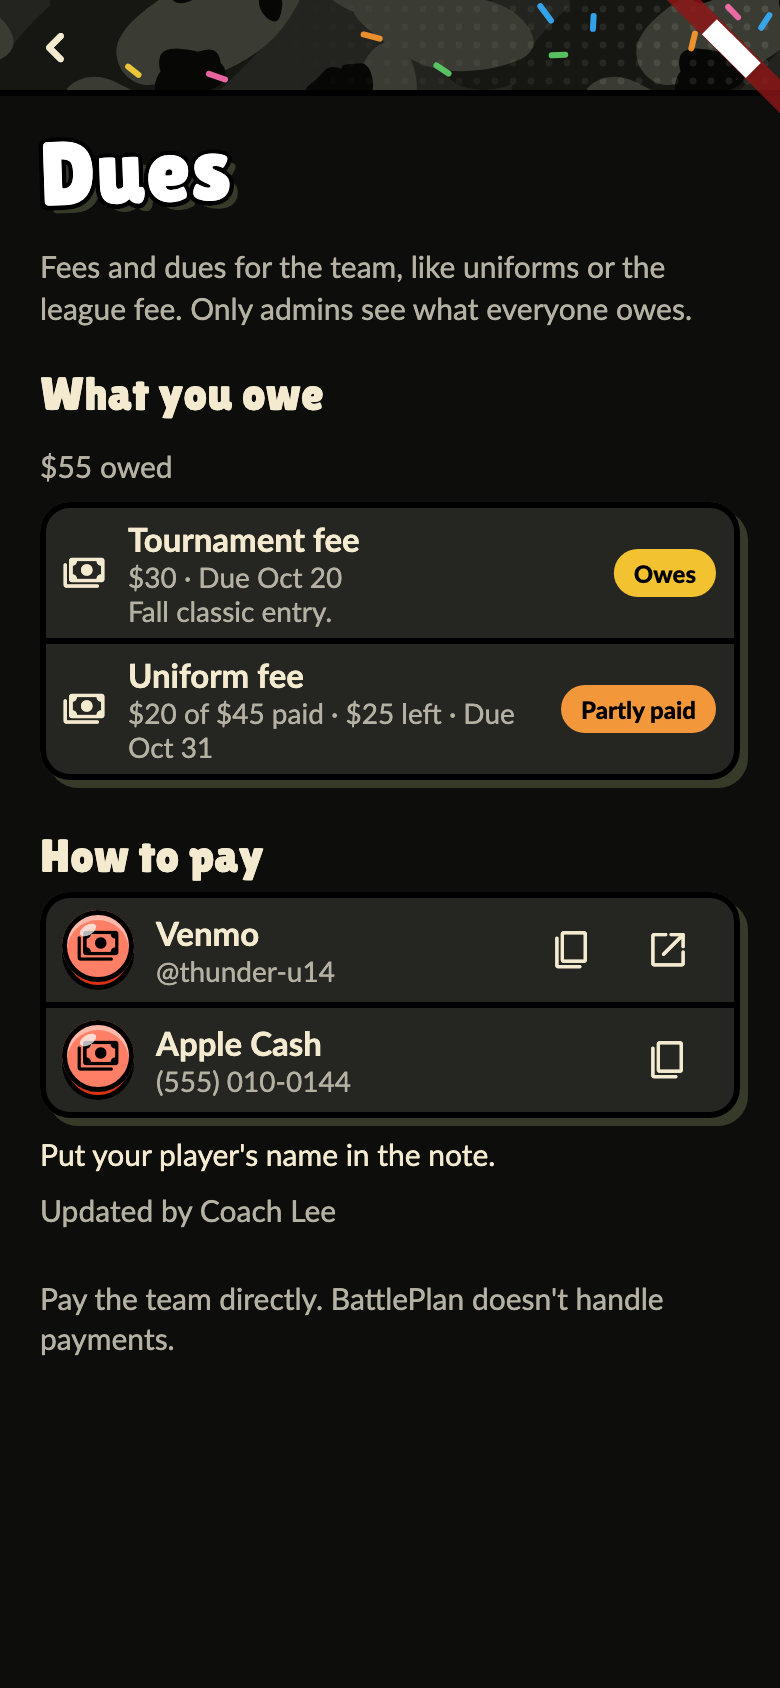 Dues
Fees and dues for the team, like uniforms or the
league fee. Only admins see what everyone owes.
What you owe
$55 owed
Tournament fee
$30 · Due Oct 20
Fall classic entry.
Owes
Uniform fee
$20 of $45 paid · $25 left · Due
Oct 31
Partly paid
How to pay
Venmo
@thunder-u14
Apple Cash
(555) 010-0144
Put your player's name in the note.
Updated by Coach Lee
Pay the team directly. BattlePlan doesn't handle
payments.